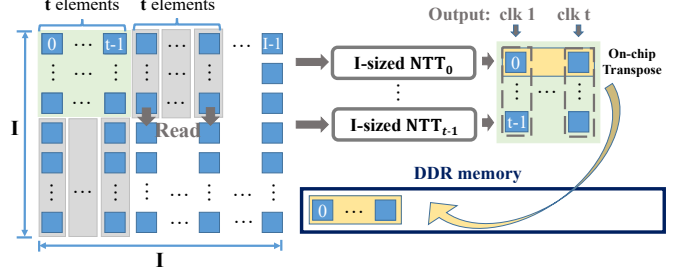 t elements
t elements
0 ... t-1 ... ... I-1
... ...
Read
I
... ...
... ...
I
I-sized NTT0
I-sized NTTt-1
Output: clk 1 clk t
0
...
t-1
On-chip
Transpose
DDR memory
0 ...